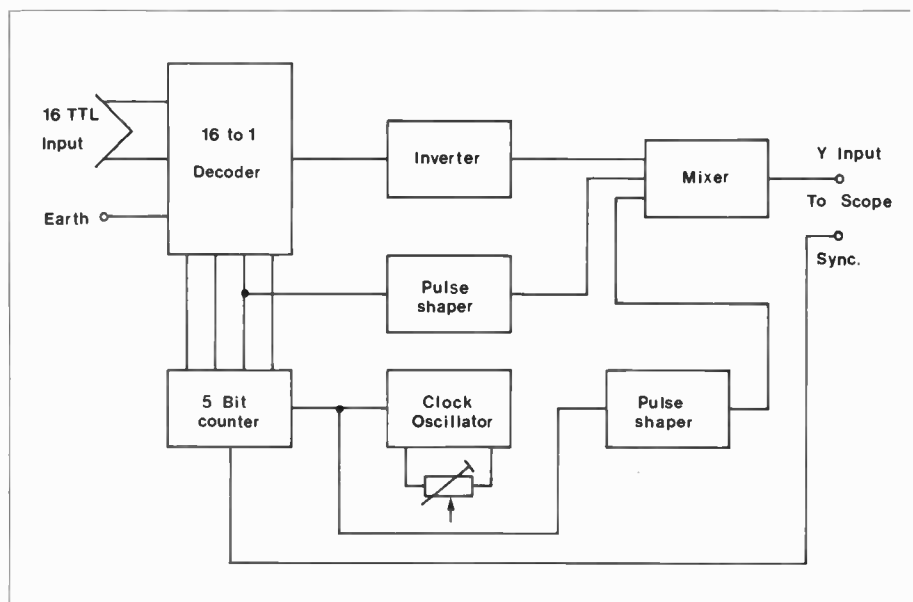 16 TTL
Input
Earth
16 to 1
Decoder
Inverter
Mixer
Y Input
To Scope
Sync.
Pulse
shaper
5 Bit
counter
Clock
Oscillator
Pulse
shaper